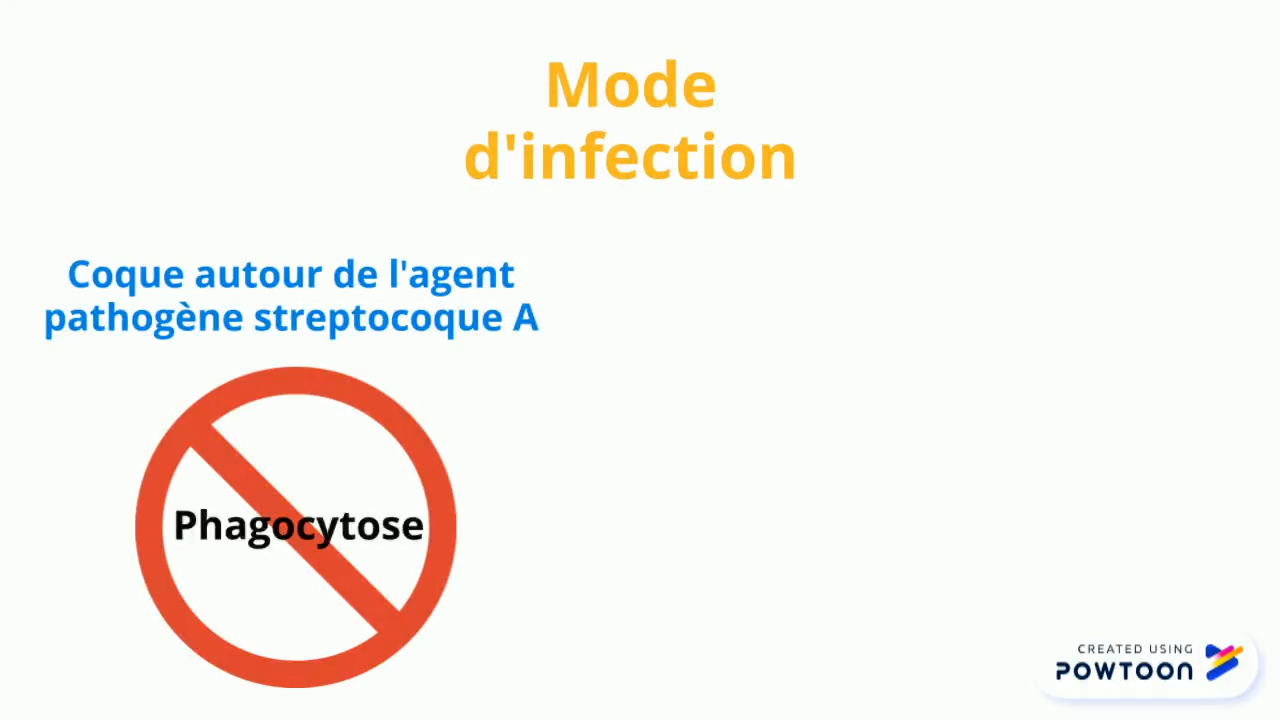 Mode
d'infection
Coque autour de l'agent
pathogène streptocoque A
Phagocytose
CREATED USING
POWTOON